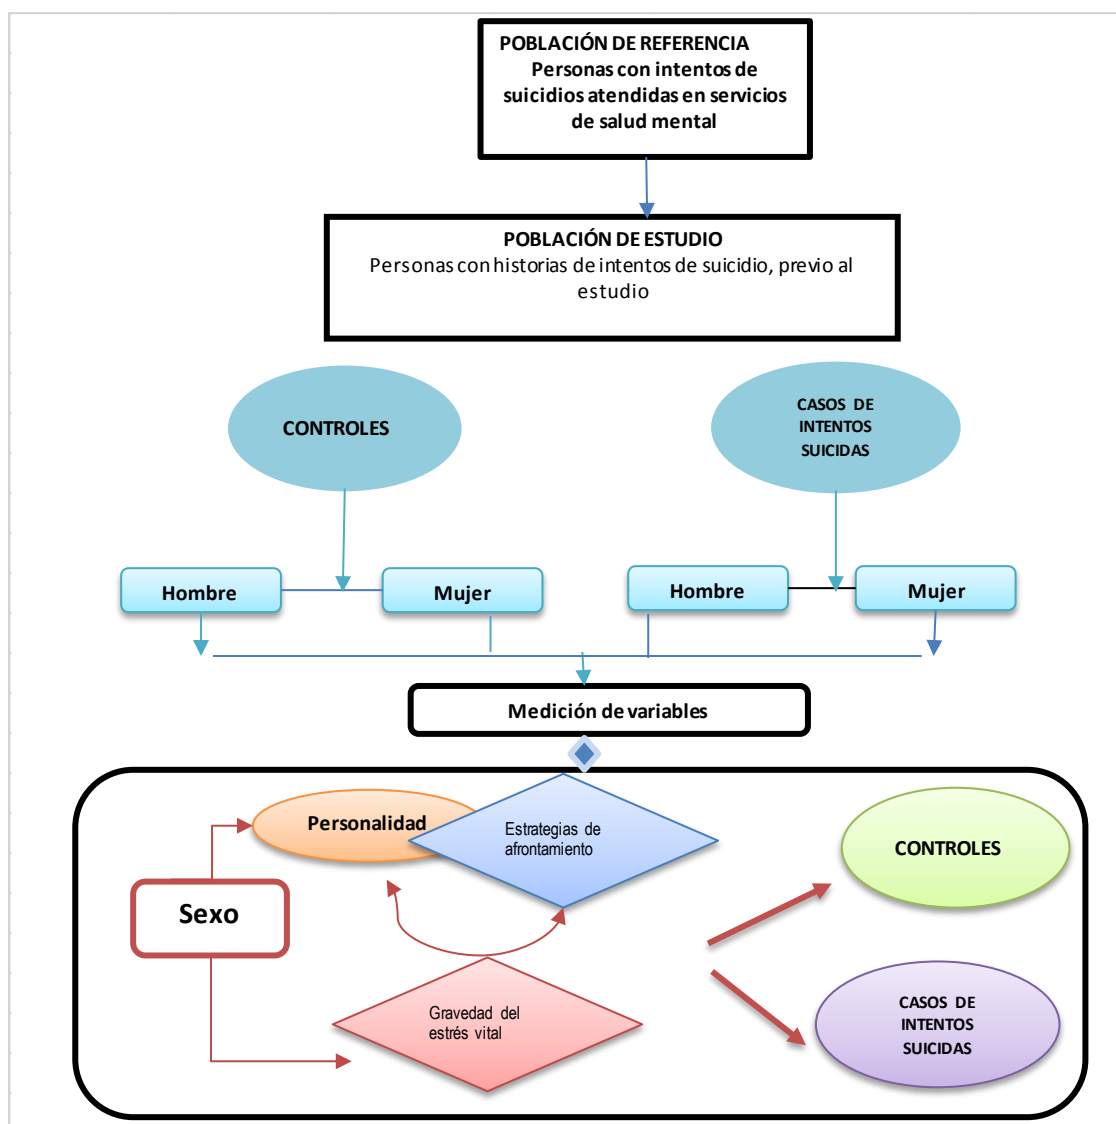 POBLACIÓN DE REFERENCIA
Personas con intentos de
suicidios atendidas en servicios
de salud mental
POBLACIÓN DE ESTUDIO
Personas con historias de intentos de suicidio, previo al
estudio
CONTROLES
CASOS DE
INTENTOS
SUICIDAS
Hombre
Mujer
Hombre
Mujer
Medición de variables
Personalidad
Estrategias de
afrontamiento
CONTROLES
Sexo
Gravedad del
estrés vital
CASOS DE
INTENTOS
SUICIDAS